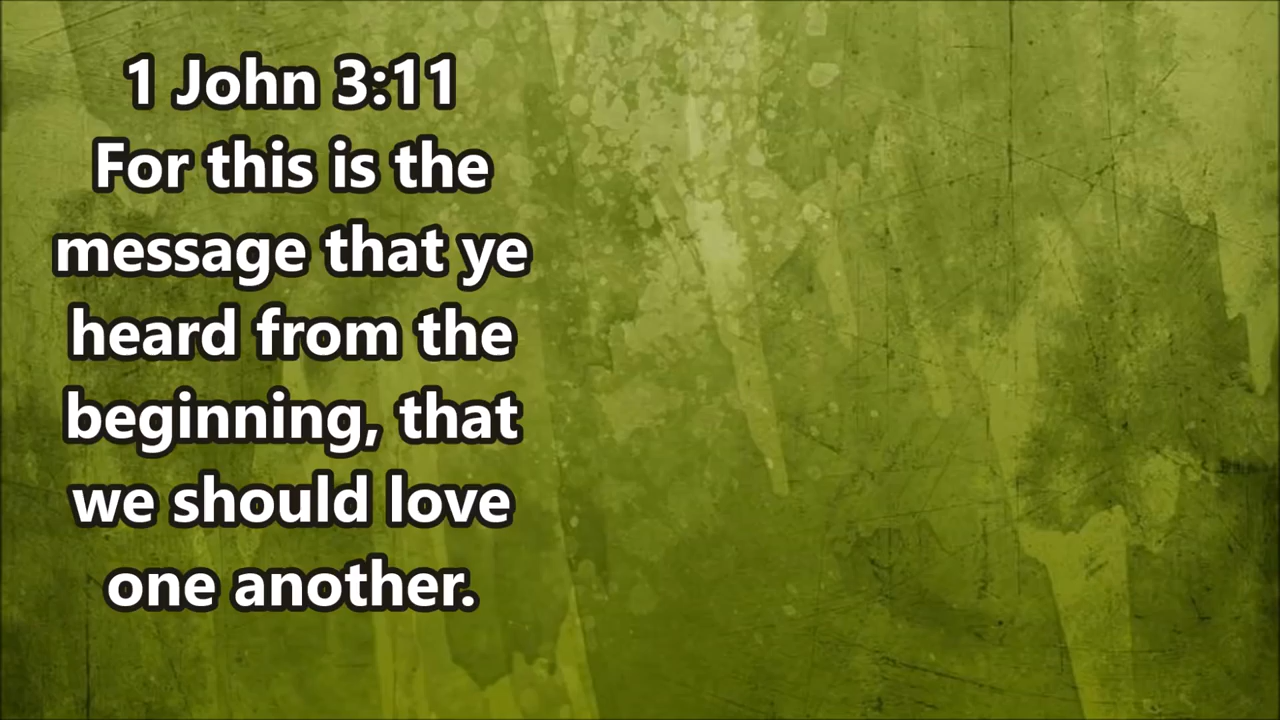 1 John 3:11
For this is the
message that ye
heard from the
beginning, that
we should love
one another.